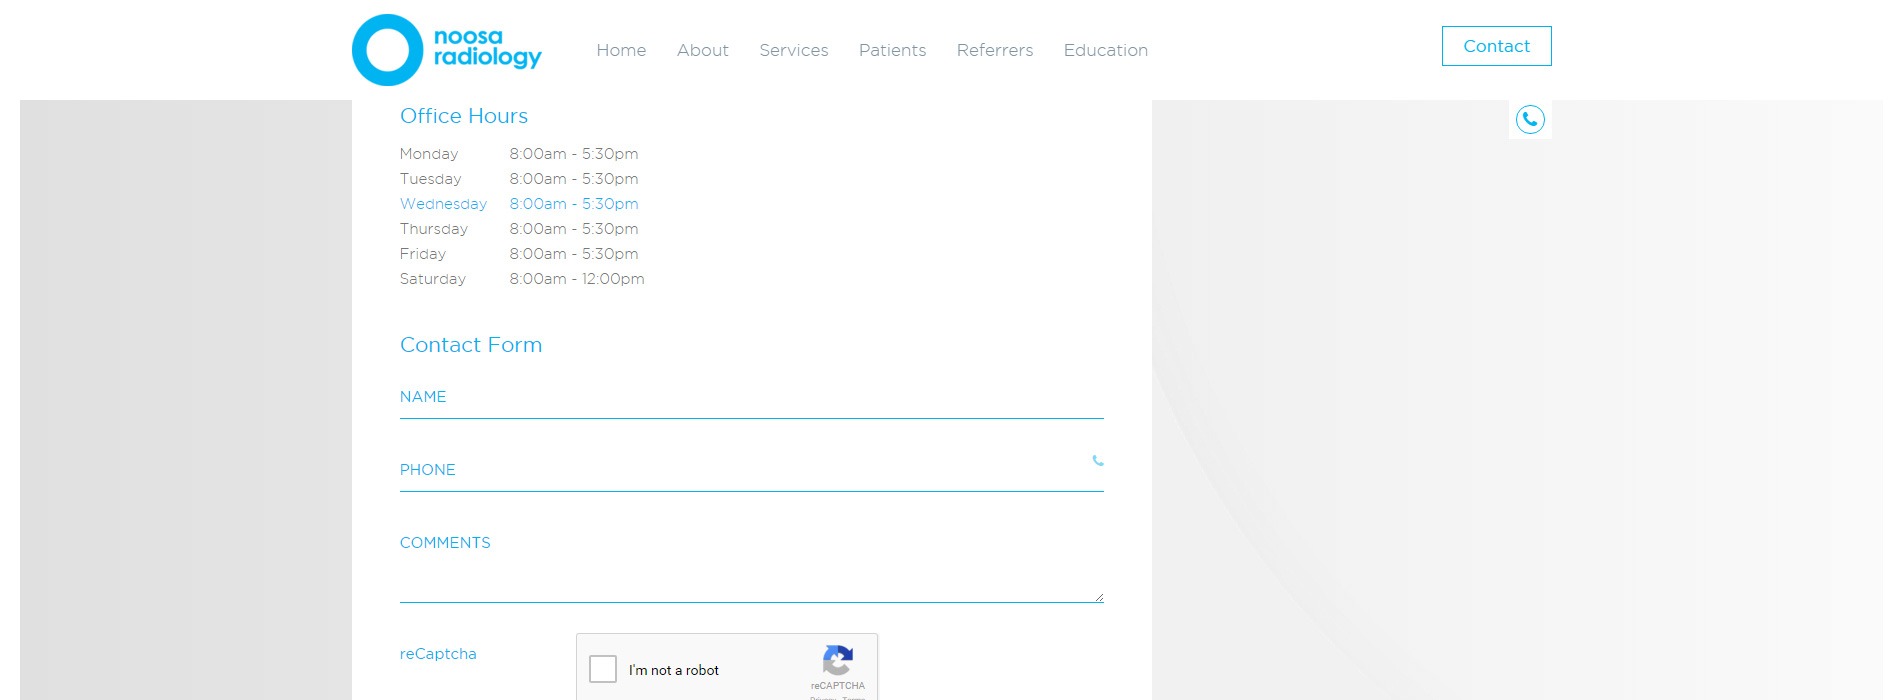 noosa
radiology
Home About Services Patients Referrers Education
Contact
Office Hours
Monday 8:00am - 5:30pm
Tuesday 8:00am - 5:30pm
Wednesday 8:00am - 5:30pm
Thursday 8:00am - 5:30pm
Friday 8:00am - 5:30pm
Saturday 8:00am - 12:00pm
Contact Form
NAME
PHONE
COMMENTS
reCaptcha
I'm not a robot
reCAPTCHA